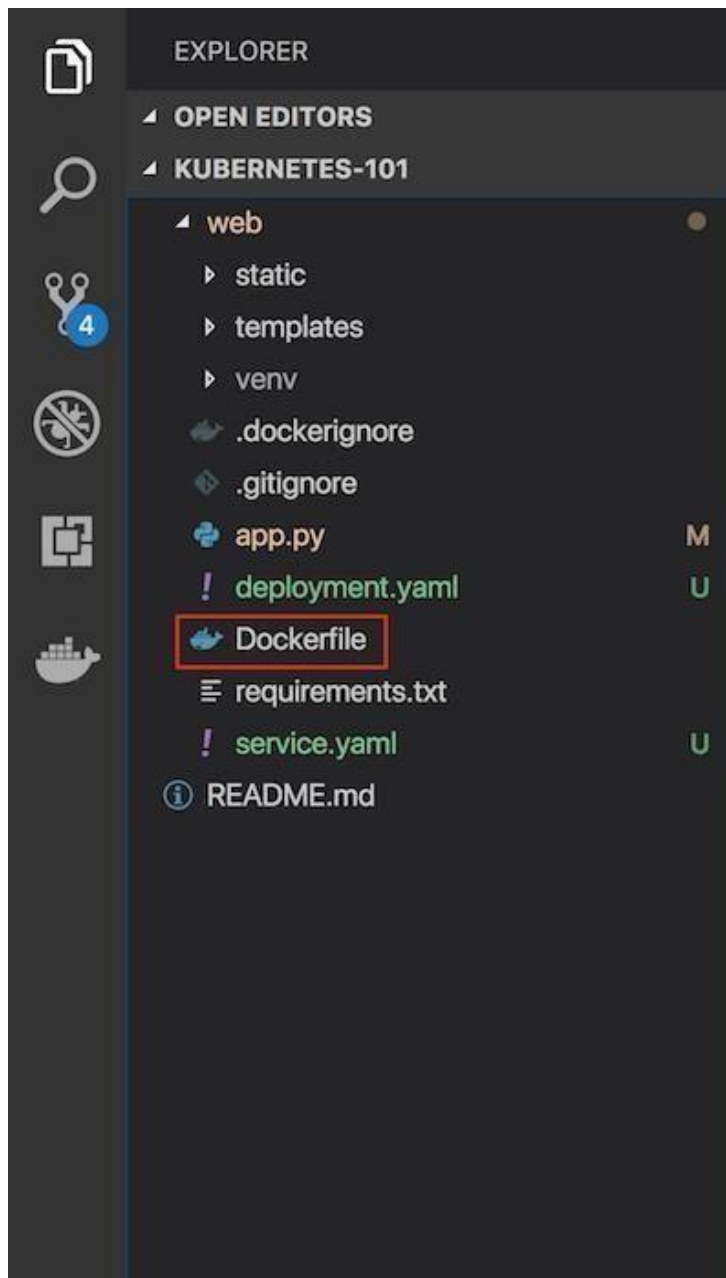 EXPLORER
OPEN EDITORS
KUBERNETES-101
web
static
templates
4
venv
.dockerignore
.gitignore
app.py M
deployment.yaml U
Dockerfile
requirements.txt
service.yaml U
README.md